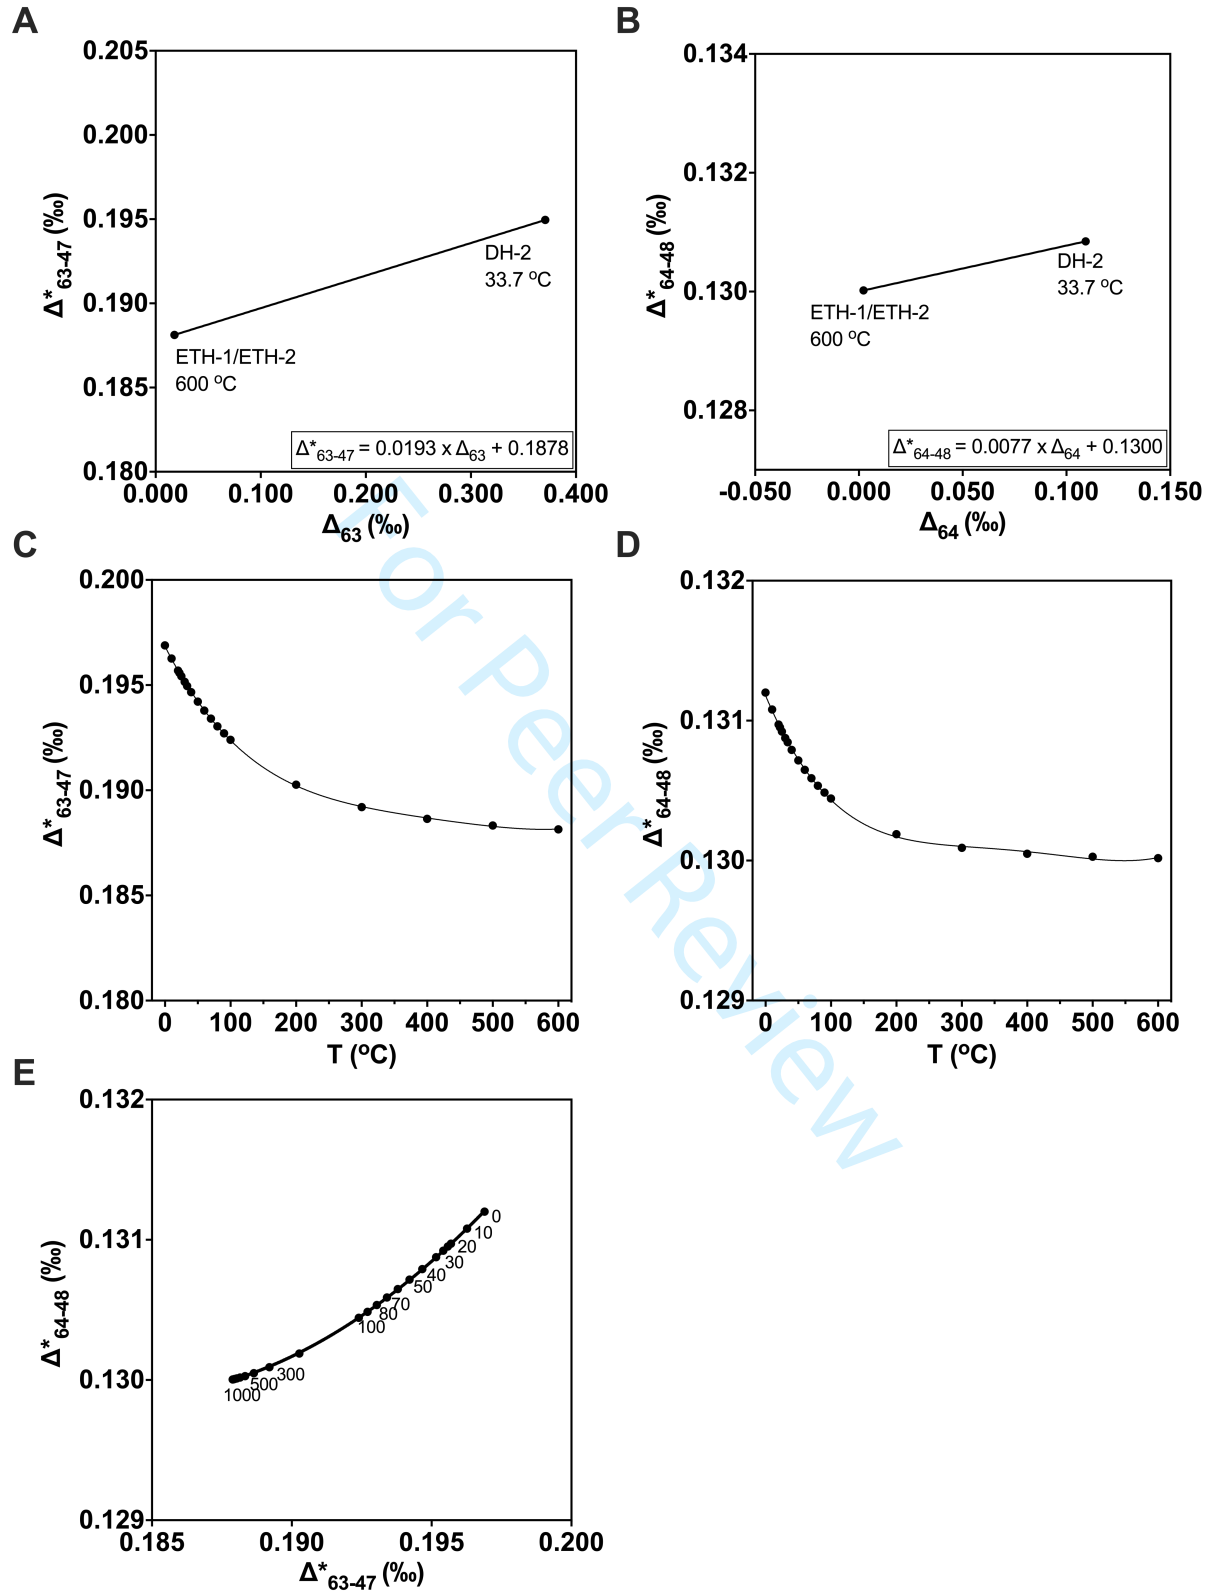 A
0.205
0.200
0.195
0.190
0.185
0.180
Δ*63-47 (‰)
DH-2
33.7 °C
ETH-1/ETH-2
600 °C
Δ*63-47 = 0.0193 x Δ63 + 0.1878
0.000 0.100 0.200 0.300 0.400
Δ63 (‰)
B
0.134
0.132
0.130
0.128
Δ*64-48 (‰)
DH-2
33.7 °C
ETH-1/ETH-2
600 °C
Δ*64-48 = 0.0077 x Δ64 + 0.1300
-0.050 0.000 0.050 0.100 0.150
Δ64 (‰)
C
0.200
0.195
0.190
0.185
0.180
Δ*63-47 (‰)
0 100 200 300 400 500 600
T (°C)
D
0.132
0.131
0.130
0.129
Δ*64-48 (‰)
0 100 200 300 400 500 600
T (°C)
E
0.132
0.131
0.130
0.129
Δ*64-48 (‰)
0
10
20
30
40
50
70
80
100
300
500
1000
0.185 0.190 0.195 0.200
Δ*63-47 (‰)
For Peer Review